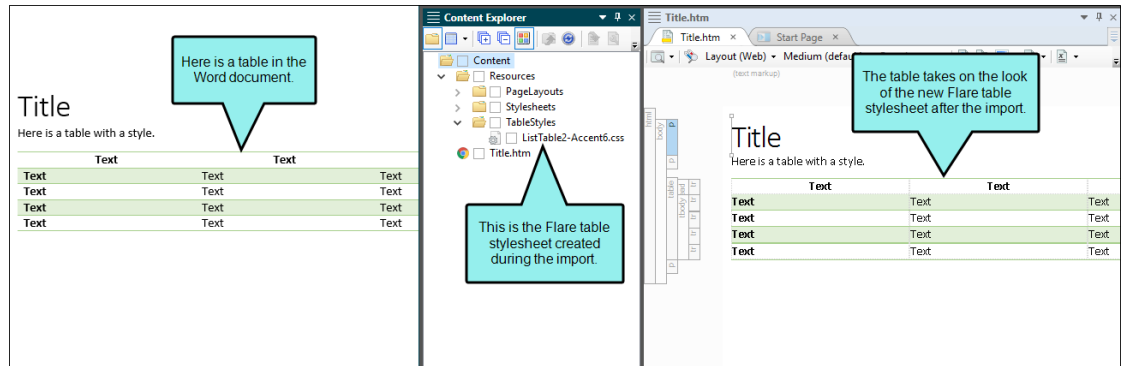 Here is a table in the
Word document.
Title
Here is a table with a style.
Text Text
Text Text Text
Text Text Text
Text Text Text
Text Text Text
Content Explorer
Content
Resources
PageLayouts
Stylesheets
TableStyles
ListTable2-Accent6.css
Title.htm
This is the Flare table
stylesheet created
during the import.
Title.htm
Title.htm Start Page
Layout (Web) Medium
(text markup)
The table takes on the look
of the new Flare table
stylesheet after the import.
html
body
p
p
table
tbody
tr
tr
tr
tr
tr
p
Title
Here is a table with a style.
Text Text
Text Text Text
Text Text Text
Text Text Text
Text Text Text